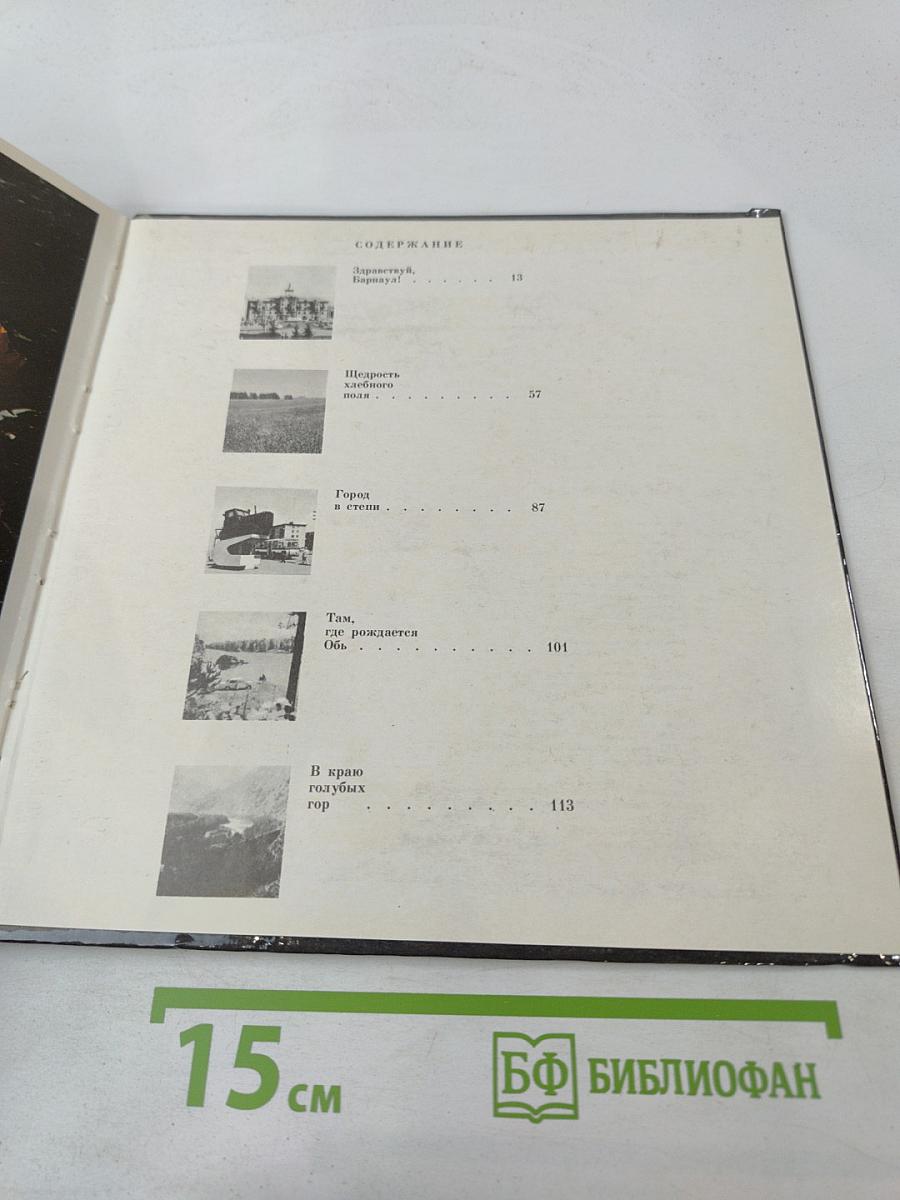 СОДЕРЖАНИЕ
Здравствуй,
Барнаул! . . . . . . 13
Щедрость
хлебного
поля . . . . . . . . . 57
Город
в степи . . . . . . . . 87
Там,
где рождается
Обь . . . . . . . . . . 101
В краю
голубых
гор . . . . . . . . . 113
15 см
БФ БИБЛИОФАН